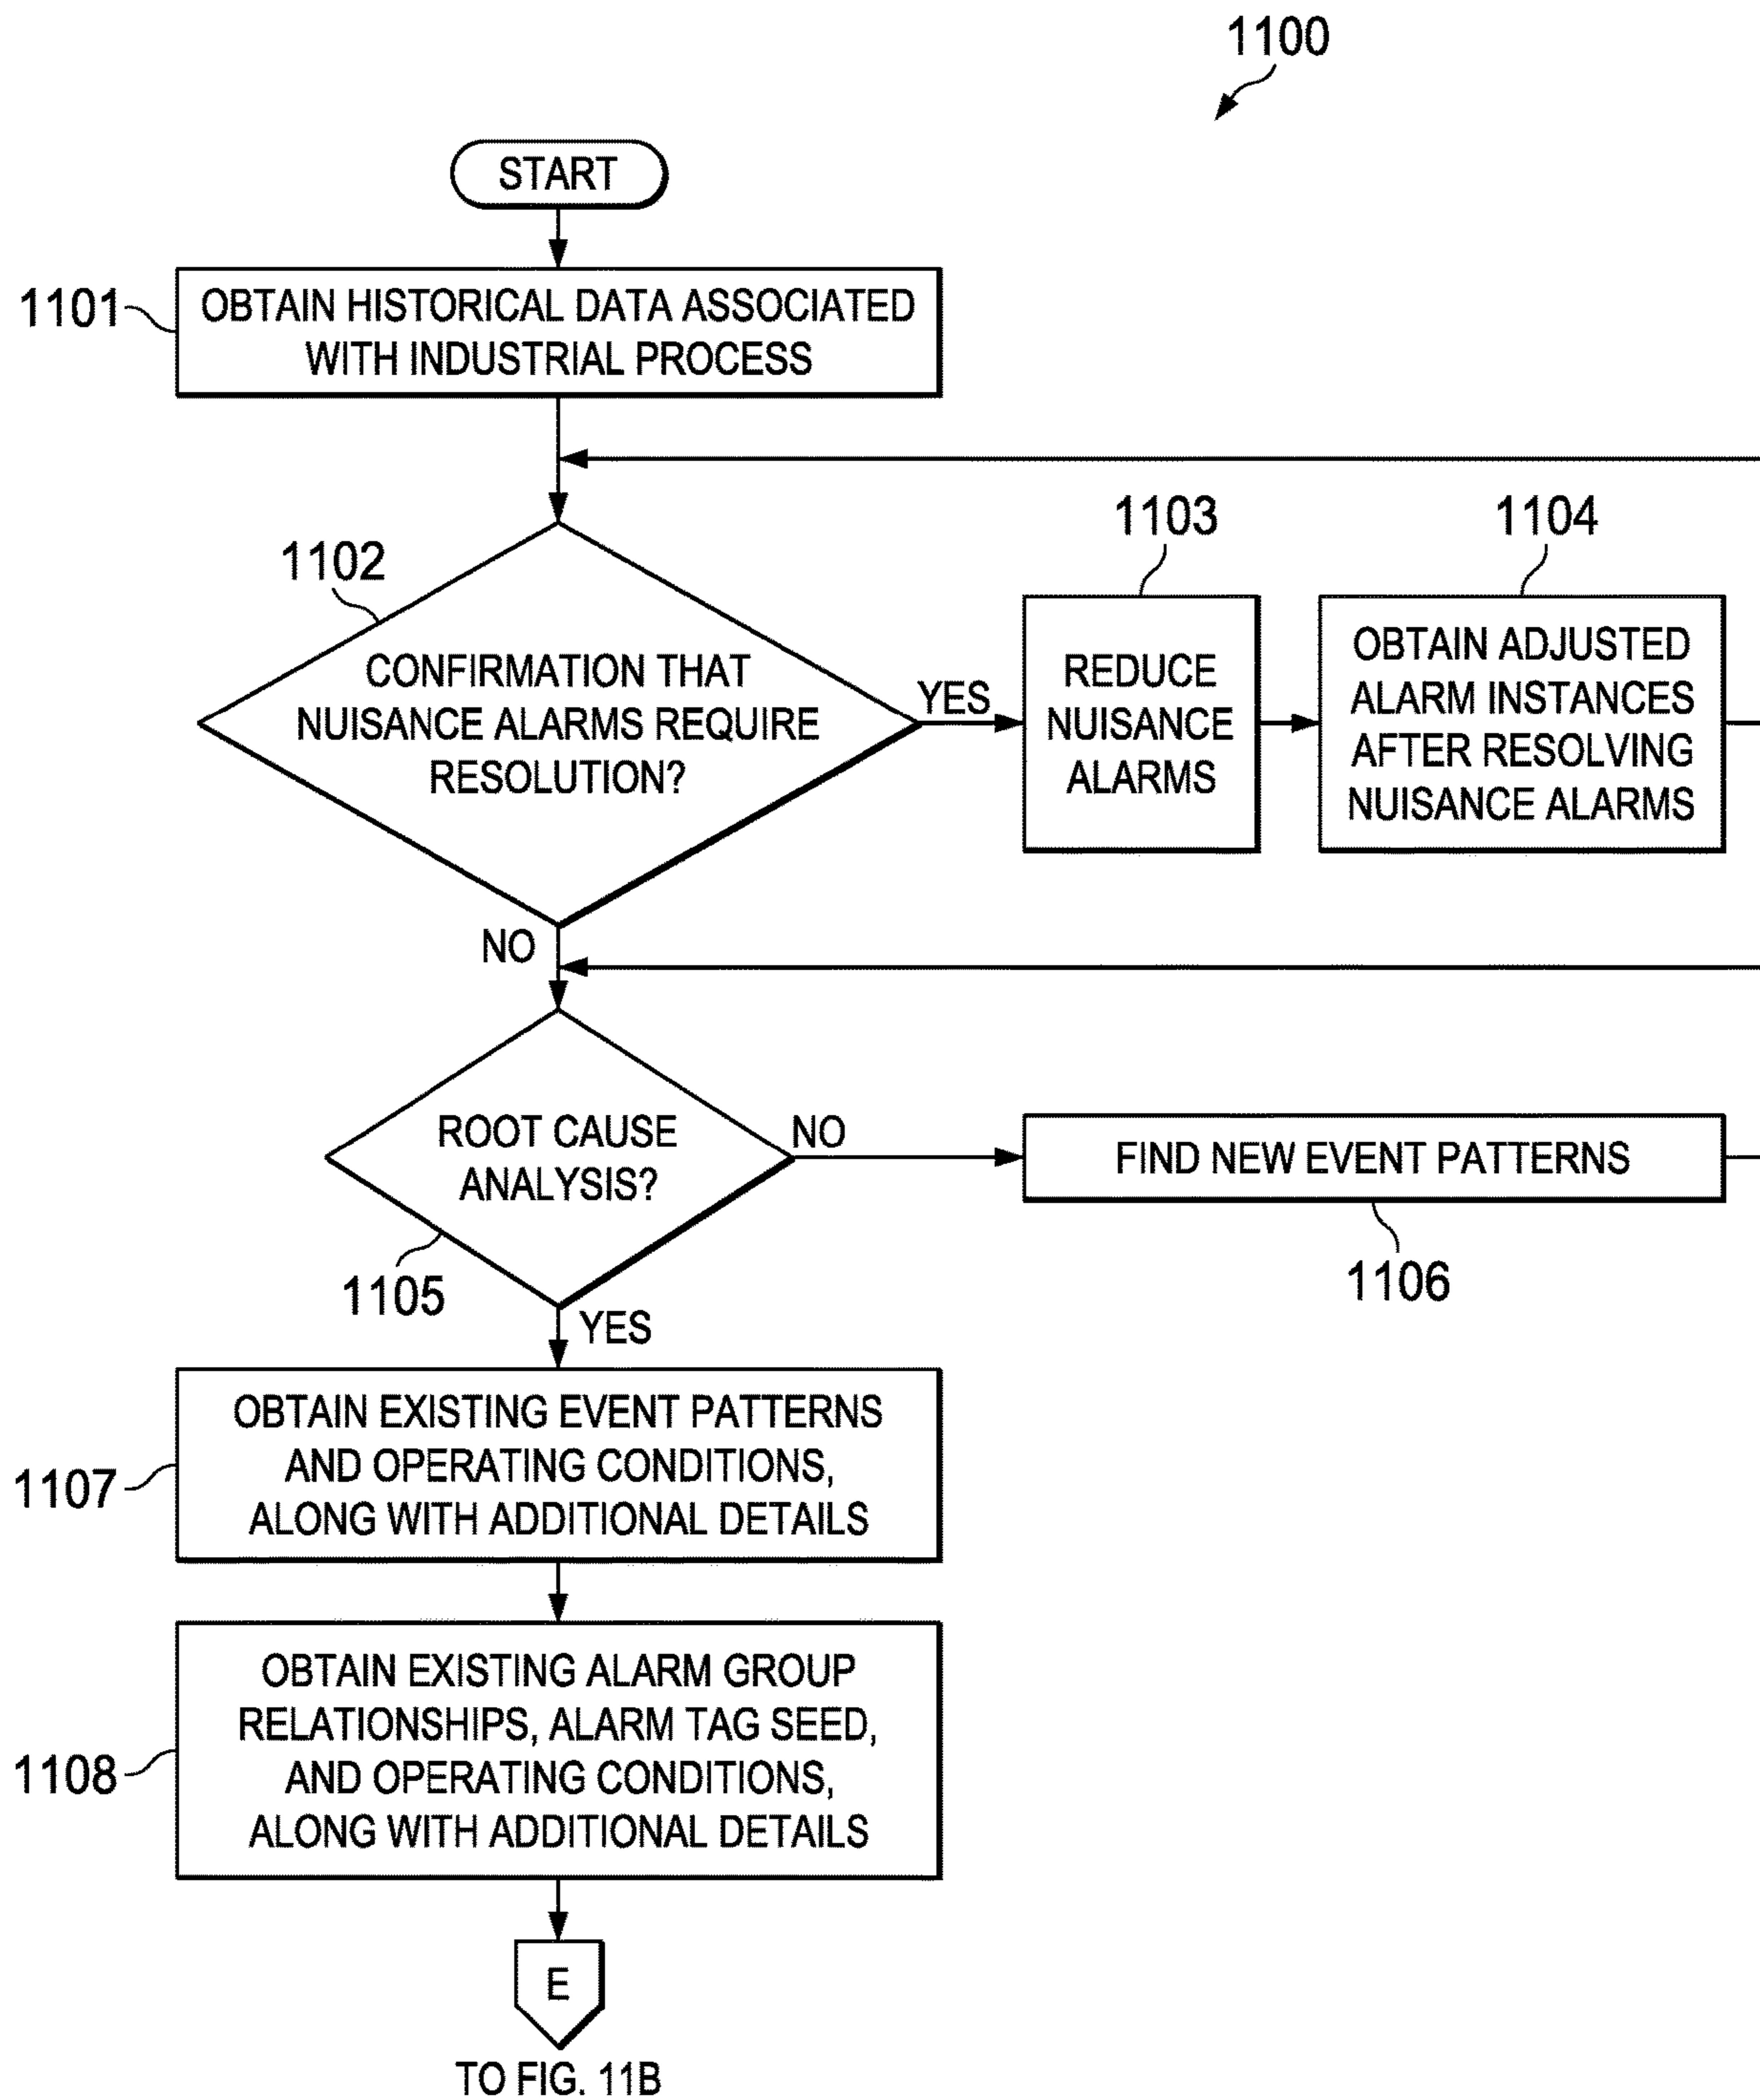 1100
START
1101
OBTAIN HISTORICAL DATA ASSOCIATED
WITH INDUSTRIAL PROCESS
1102
CONFIRMATION THAT
NUISANCE ALARMS REQUIRE
RESOLUTION?
YES
NO
1103
REDUCE
NUISANCE
ALARMS
1104
OBTAIN ADJUSTED
ALARM INSTANCES
AFTER RESOLVING
NUISANCE ALARMS
ROOT CAUSE
ANALYSIS?
1105
NO
YES
FIND NEW EVENT PATTERNS
1106
1107
OBTAIN EXISTING EVENT PATTERNS
AND OPERATING CONDITIONS,
ALONG WITH ADDITIONAL DETAILS
1108
OBTAIN EXISTING ALARM GROUP
RELATIONSHIPS, ALARM TAG SEED,
AND OPERATING CONDITIONS,
ALONG WITH ADDITIONAL DETAILS
E
TO FIG. 11B